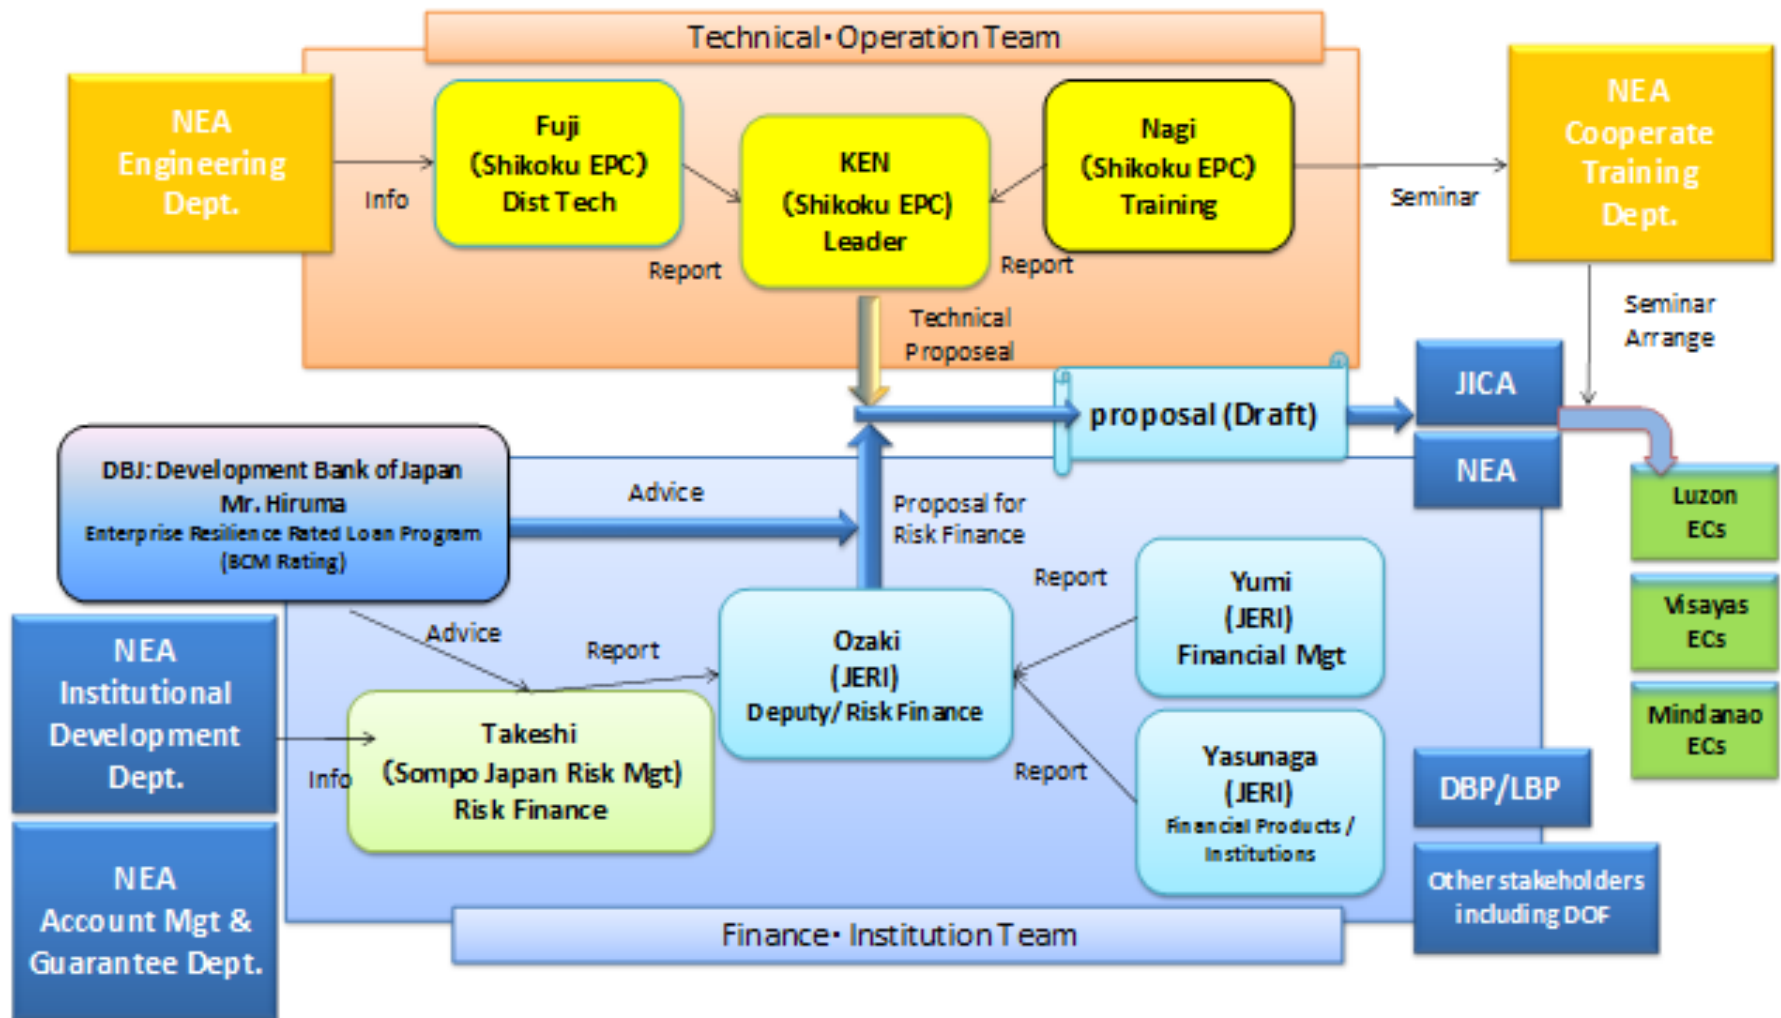 Technical・Operation Team
NEA
Engineering
Dept.
Info
Fuji
(Shikoku EPC)
Dist Tech
KEN
(Shikoku EPC)
Leader
Nagi
(Shikoku EPC)
Training
Report
Report
Seminar
NEA
Cooperate
Training
Dept.
Seminar
Arrange
Technical
Proposeal
proposal (Draft)
JICA
NEA
DBJ: Development Bank of Japan
Mr. Hiruma
Enterprise Resilience Rated Loan Program
(BCM Rating)
Advice
Proposal for
Risk Finance
Luzon
ECs
Visayas
ECs
Mindanao
ECs
Advice
Report
Ozaki
(JERI)
Deputy/ Risk Finance
Report
Yumi
(JERI)
Financial Mgt
NEA
Institutional
Development
Dept.
Info
Takeshi
(Sompo Japan Risk Mgt)
Risk Finance
Report
Yasunaga
(JERI)
Financial Products /
Institutions
DBP/LBP
Other stakeholders
including DOF
NEA
Account Mgt &
Guarantee Dept.
Finance・Institution Team